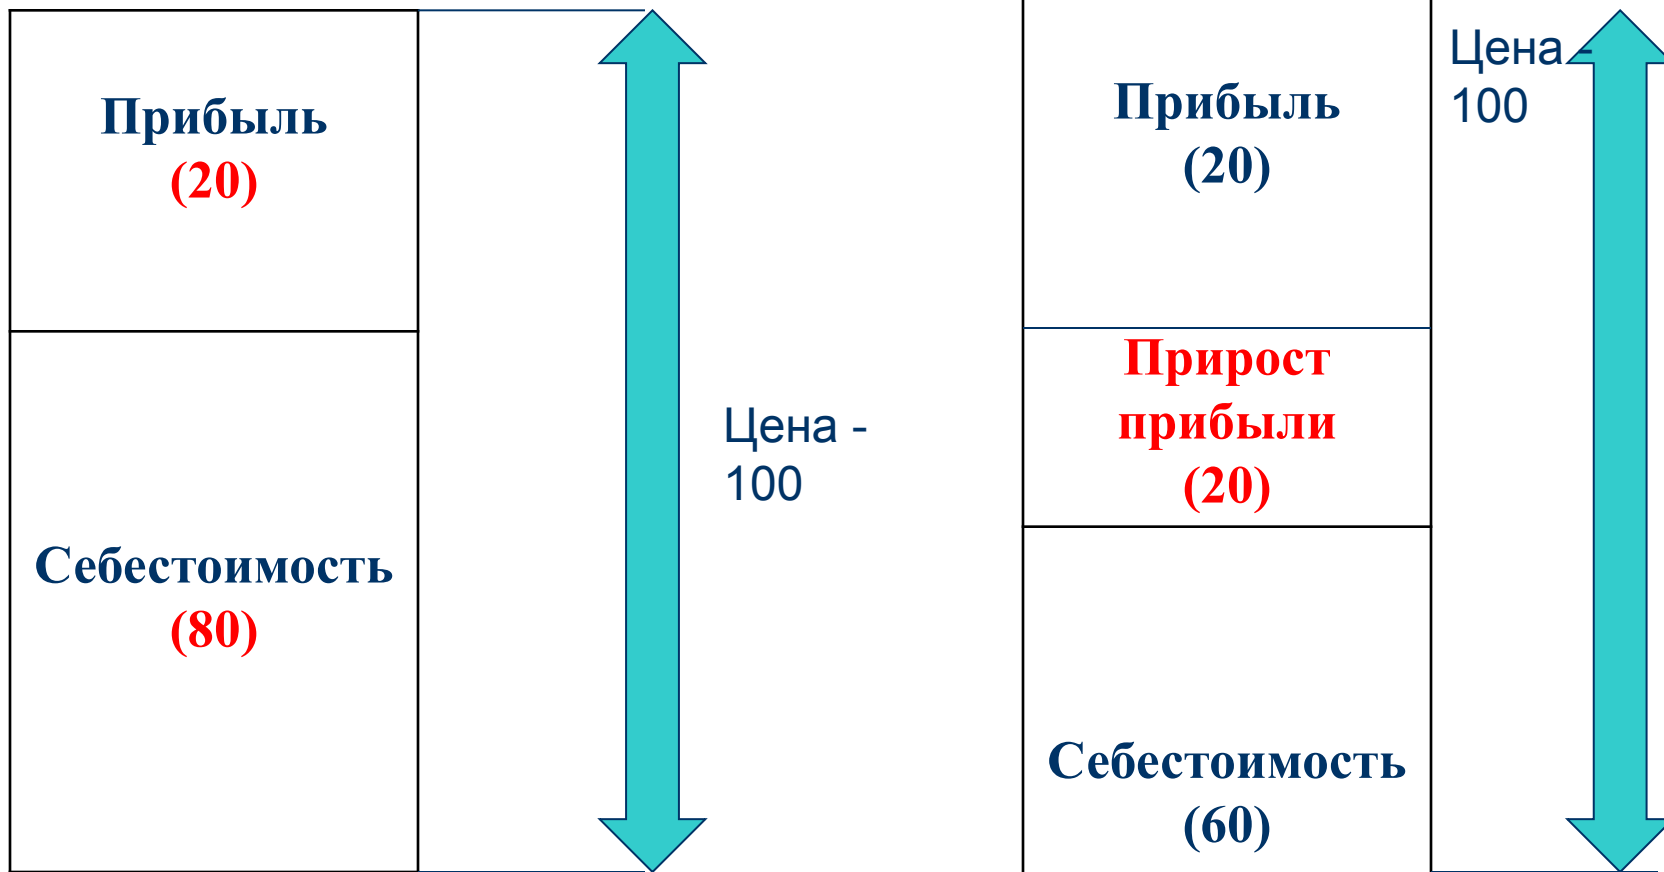 Прибыль
(20)
Себестоимость
(80)
Цена -
100
Прибыль
(20)
Прирост
прибыли
(20)
Себестоимость
(60)
Цена -
100